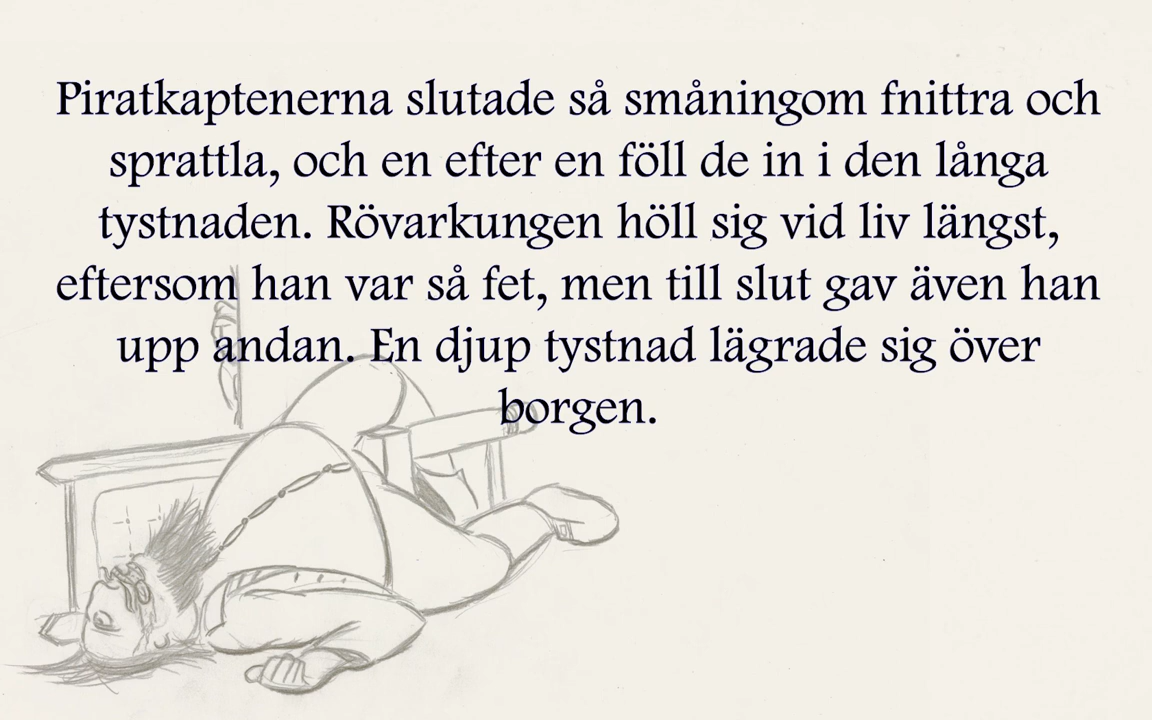 Piratkaptenerna slutade så småningom fnittra och
sprattla, och en efter en föll de in i den långa
tystnaden. Rövarkungen höll sig vid liv längst,
eftersom han var så fet, men till slut gav även han
upp andan. En djup tystnad lägrade sig över
borgen.